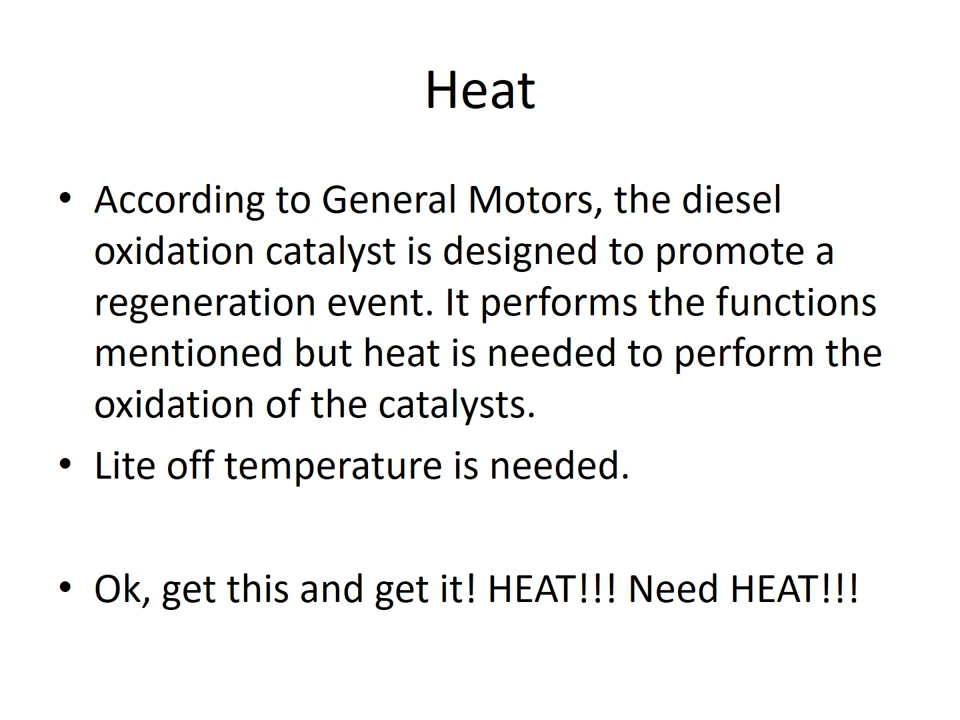 Heat
• According to General Motors, the diesel
oxidation catalyst is designed to promote a
regeneration event. It performs the functions
mentioned but heat is needed to perform the
oxidation of the catalysts.
• Lite off temperature is needed.
• Ok, get this and get it! HEAT!!! Need HEAT!!!